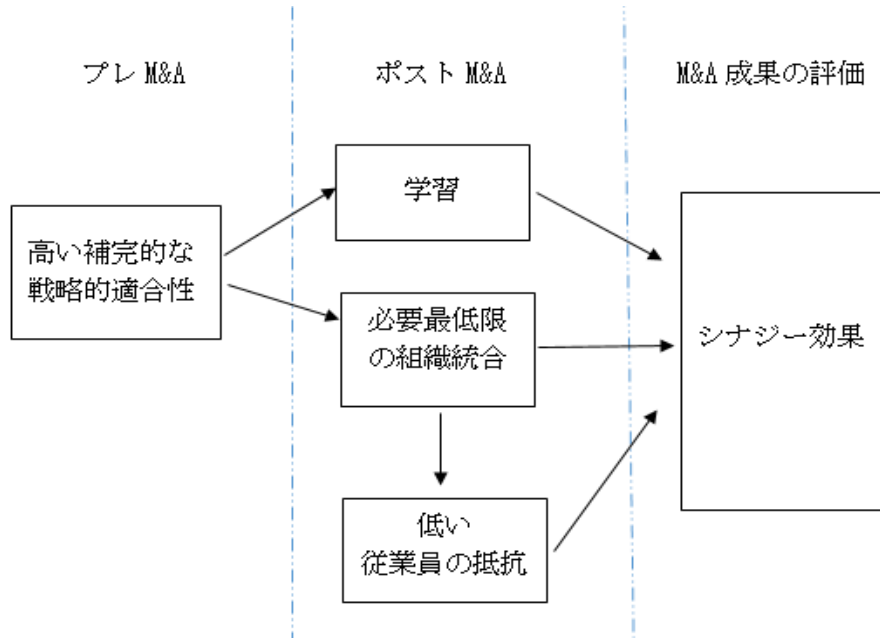 プレ M&A
ポスト M&A
M&A 成果の評価
学習
高い補完的な
戦略的適合性
必要最低限
の組織統合
シナジー効果
低い
従業員の抵抗